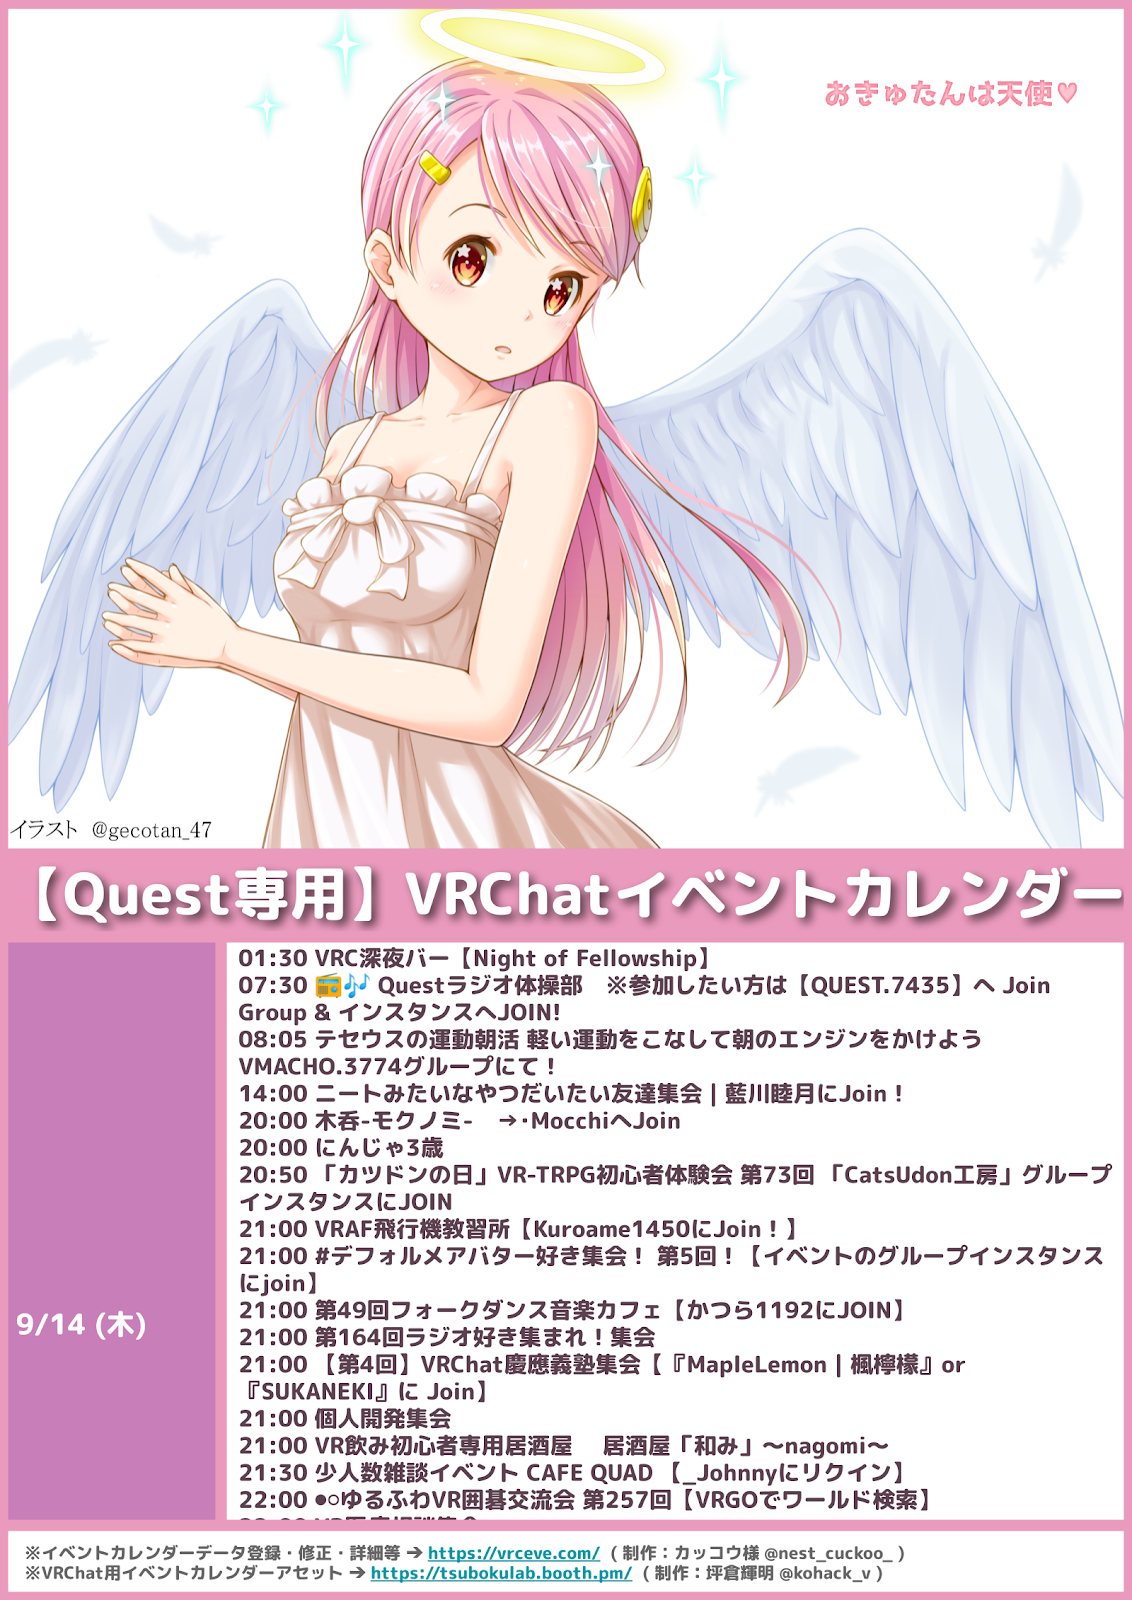 おきゅたんは天使♥
イラスト @gecotan_47
【Quest専用】VRChatイベントカレンダー
9/14 (木)
01:30 VRC深夜バー【Night of Fellowship】
07:30 📻🎶 Questラジオ体操部　※参加したい方は【QUEST.7435】へ Join
Group & インスタンスへJOIN!
08:05 テセウスの運動朝活 軽い運動をこなして朝のエンジンをかけよう
VMACHO.3774グループにて！
14:00 ニートみたいなやつだいたい友達集会 | 藍川睦月にJoin！
20:00 木呑-モクノミ-　→･MocchiへJoin
20:00 にんじゃ3歳
20:50 「カツドンの日」VR-TRPG初心者体験会 第73回 「CatsUdon工房」グループ
インスタンスにJOIN
21:00 VRAF飛行機教習所【Kuroame1450にJoin！】
21:00 #デフォルメアバター好き集会！ 第5回！【イベントのグループインスタンス
にjoin】
21:00 第49回フォークダンス音楽カフェ【かつら1192にJOIN】
21:00 第164回ラジオ好き集まれ！集会
21:00 【第4回】VRChat慶應義塾集会【『MapleLemon | 楓檸檬』or
『SUKANEKI』に Join】
21:00 個人開発集会
21:00 VR飲み初心者専用居酒屋　 居酒屋「和み」～nagomi～
21:30 少人数雑談イベント CAFE QUAD 【_Johnnyにリクイン】
22:00 ●○ゆるふわVR囲碁交流会 第257回【VRGOでワールド検索】
※イベントカレンダーデータ登録・修正・詳細等 ➔ https://vrceve.com/ （制作：カッコウ様 @nest_cuckoo_ ）
※VRChat用イベントカレンダーアセット ➔ https://tsubokulab.booth.pm/ （制作：坪倉輝明 @kohack_v ）